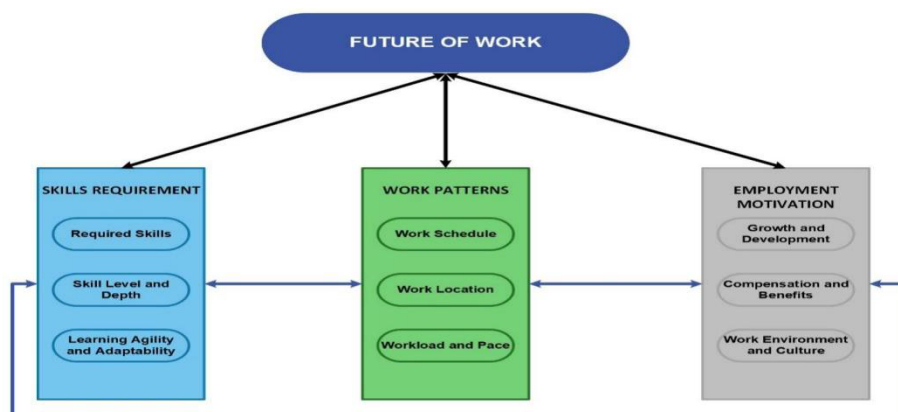 FUTURE OF WORK
SKILLS REQUIREMENT
Required Skills
Skill Level and
Depth
Learning Agility
and Adaptability
WORK PATTERNS
Work Schedule
Work Location
Workload and Pace
EMPLOYMENT
MOTIVATION
Growth and
Development
Compensation and
Benefits
Work Environment
and Culture